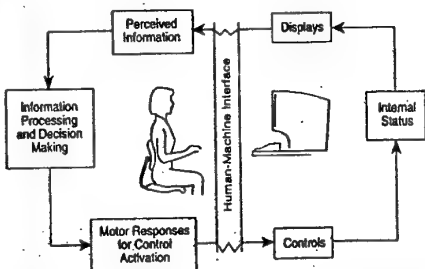 Perceived
Information
Displays
Information
Processing
and Decision
Making
Human-Machine Interface
Internal
Status
Motor Responses
for Control
Activation
Controls